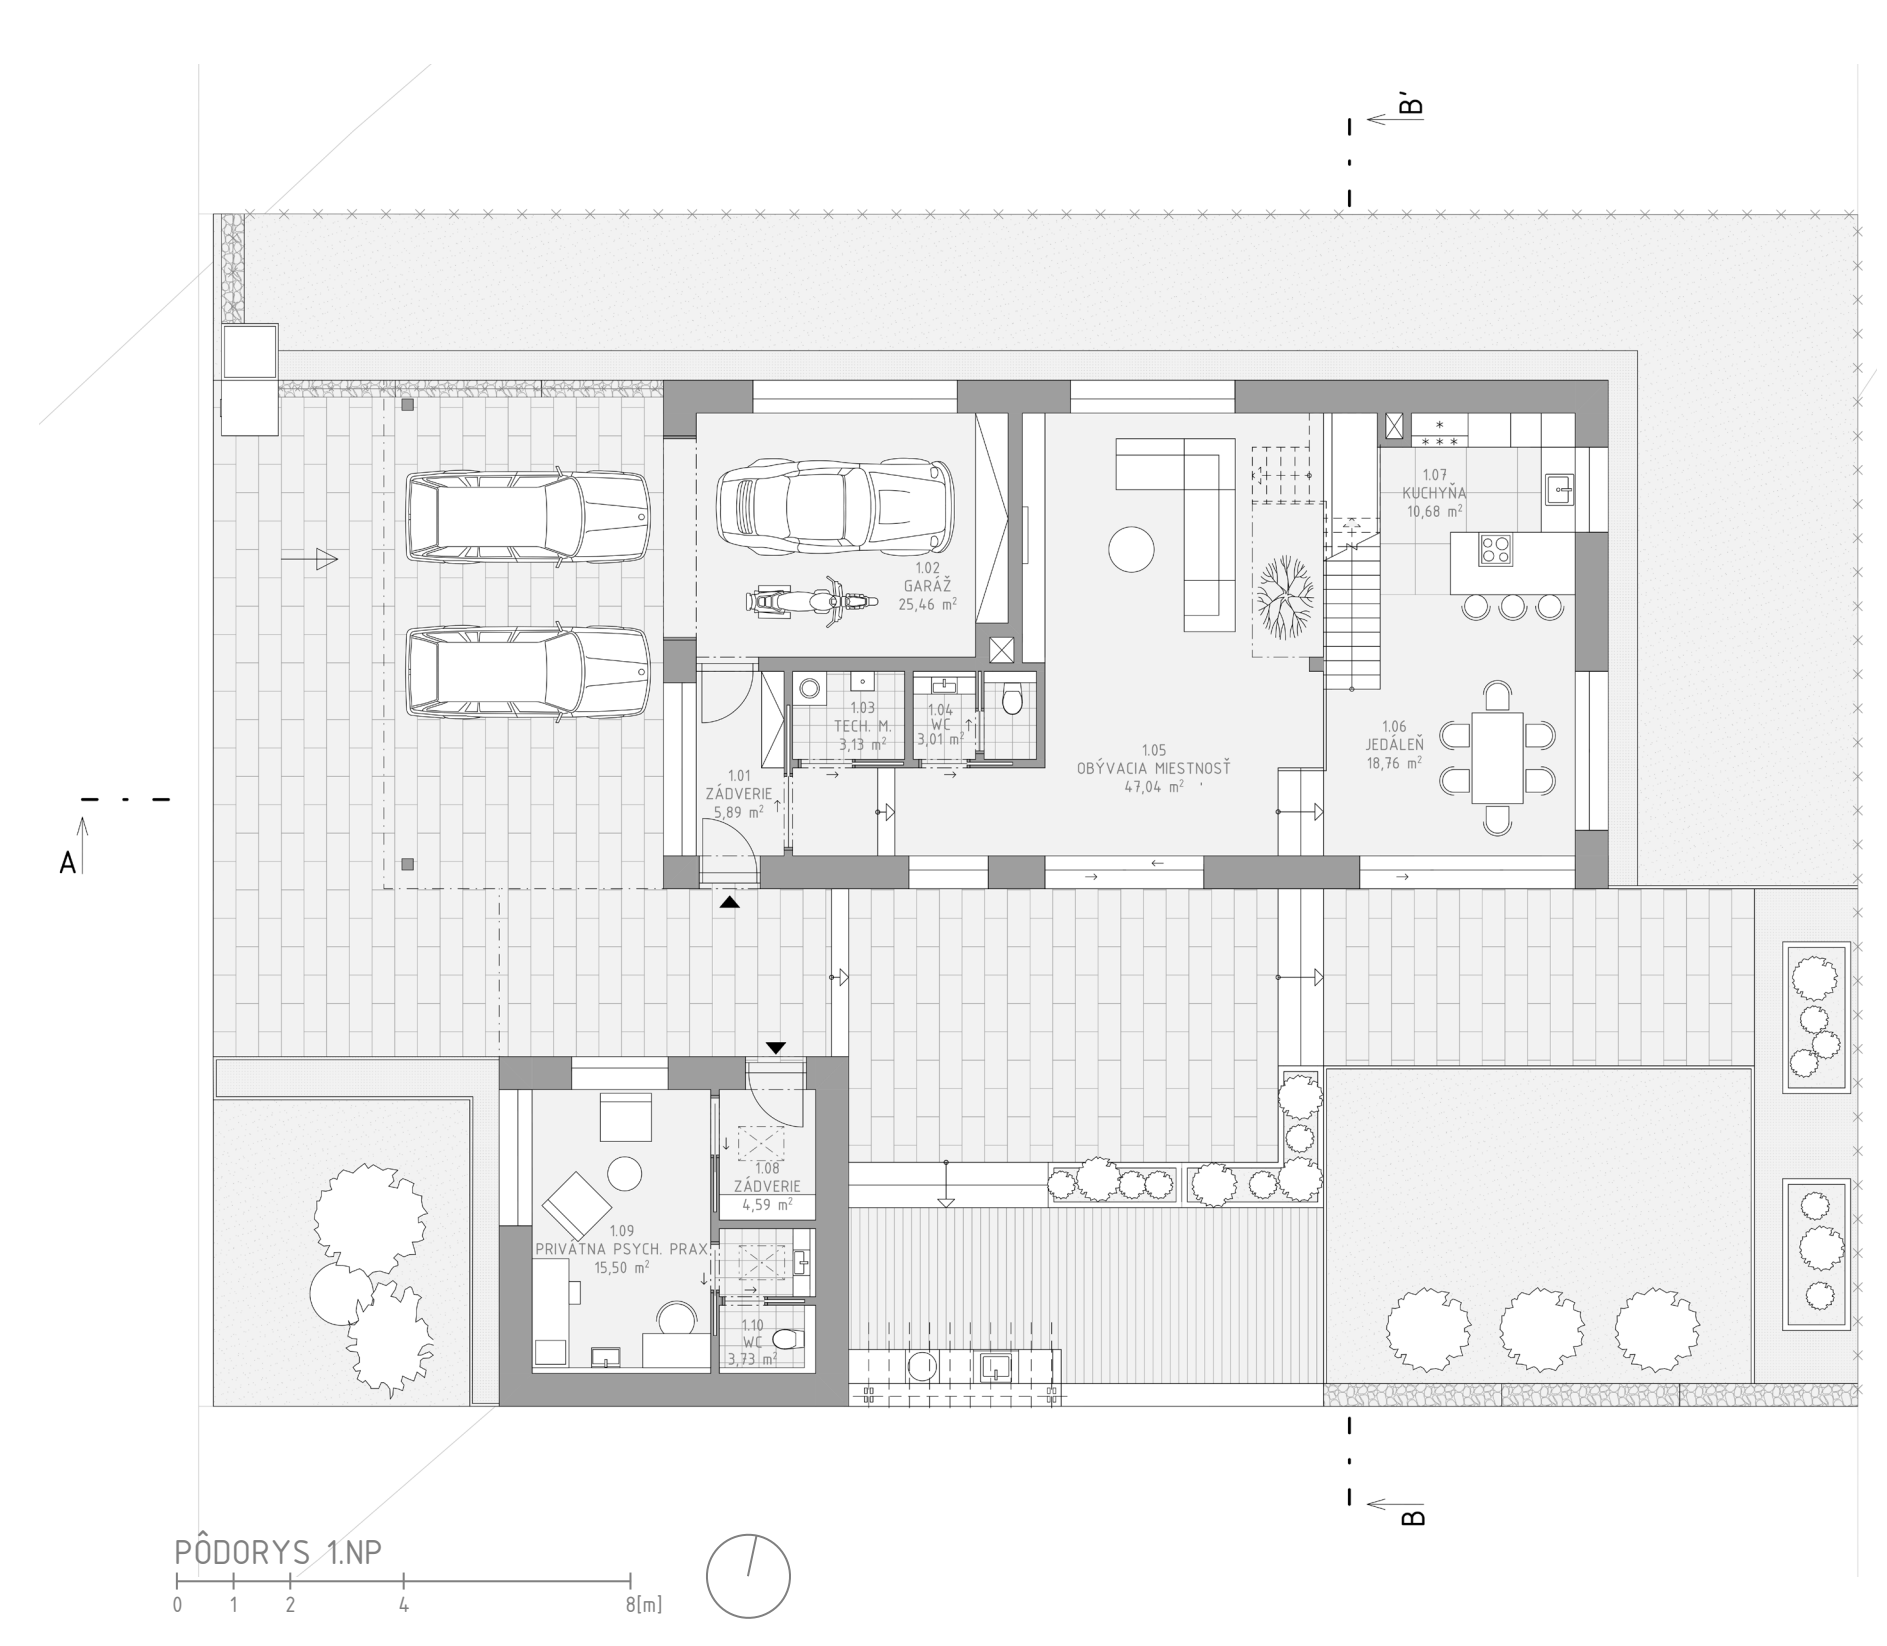 B'
1.07
KUCHYŇA
10,68 m²
1.02
GARÁŽ
25,46 m²
1.03
TECH. M.
3,13 m²
1.04
WC
3,01 m²
1.06
JEDÁLEŇ
18,76 m²
1.05
OBÝVACIA MIESTNOSŤ
47,04 m²
1.01
ZÁDVERIE
5,89 m²
A
1.08
ZÁDVERIE
4,59 m²
1.09
PRIVÁTNA PSYCH. PRAX
15,50 m²
1.10
WC
3,73 m²
B
PÔDORYS 1.NP
0 1 2 4 8[m]